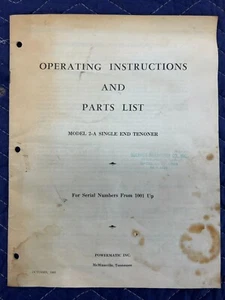 OPERATING INSTRUCTIONS
AND
PARTS LIST
MODEL 2-A SINGLE END TENONER
For Serial Numbers From 1001 Up
POWERMATIC INC.
McMinnville, Tennessee